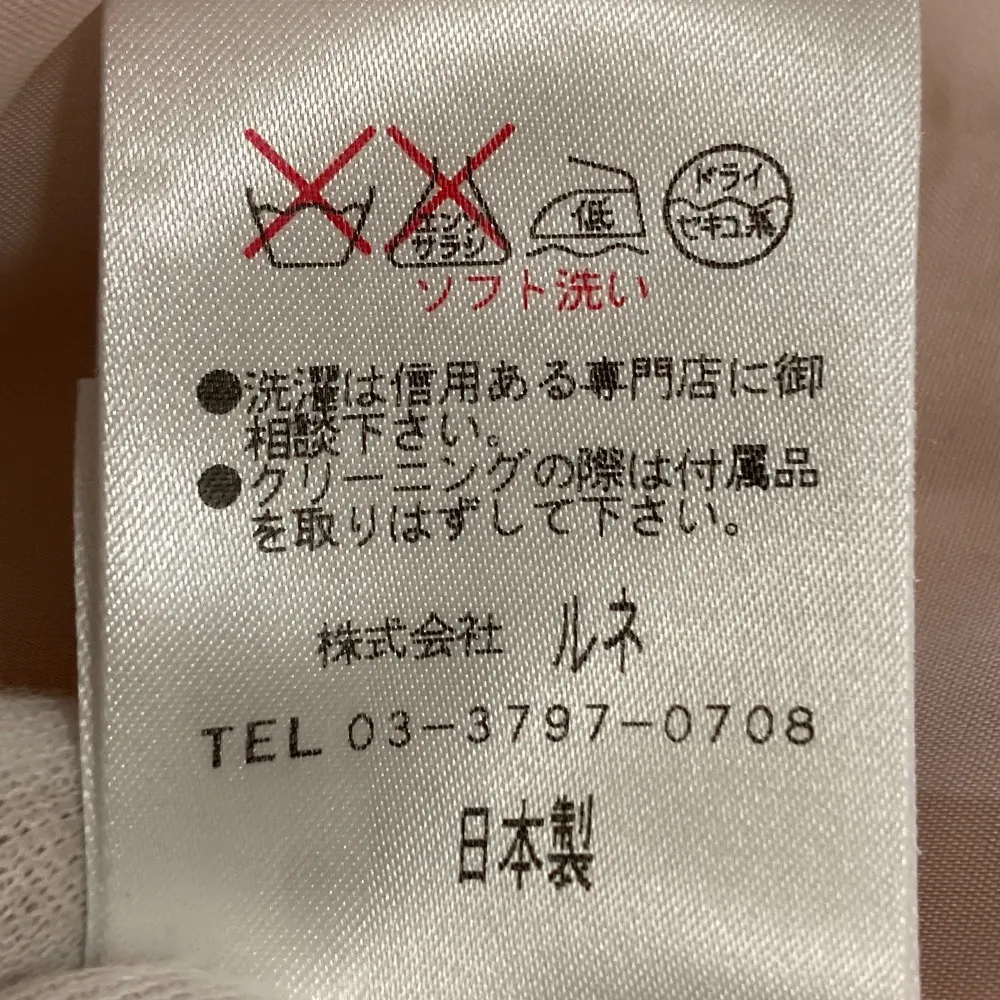 エンソ
サラシ
低
ドライ
セキユ系
ソフト洗い
●洗濯は信用ある専門店に御
相談下さい。
●クリーニングの際は付属品
を取りはずして下さい。
株式会社 ルネ
TEL 03-3797-0708
日本製